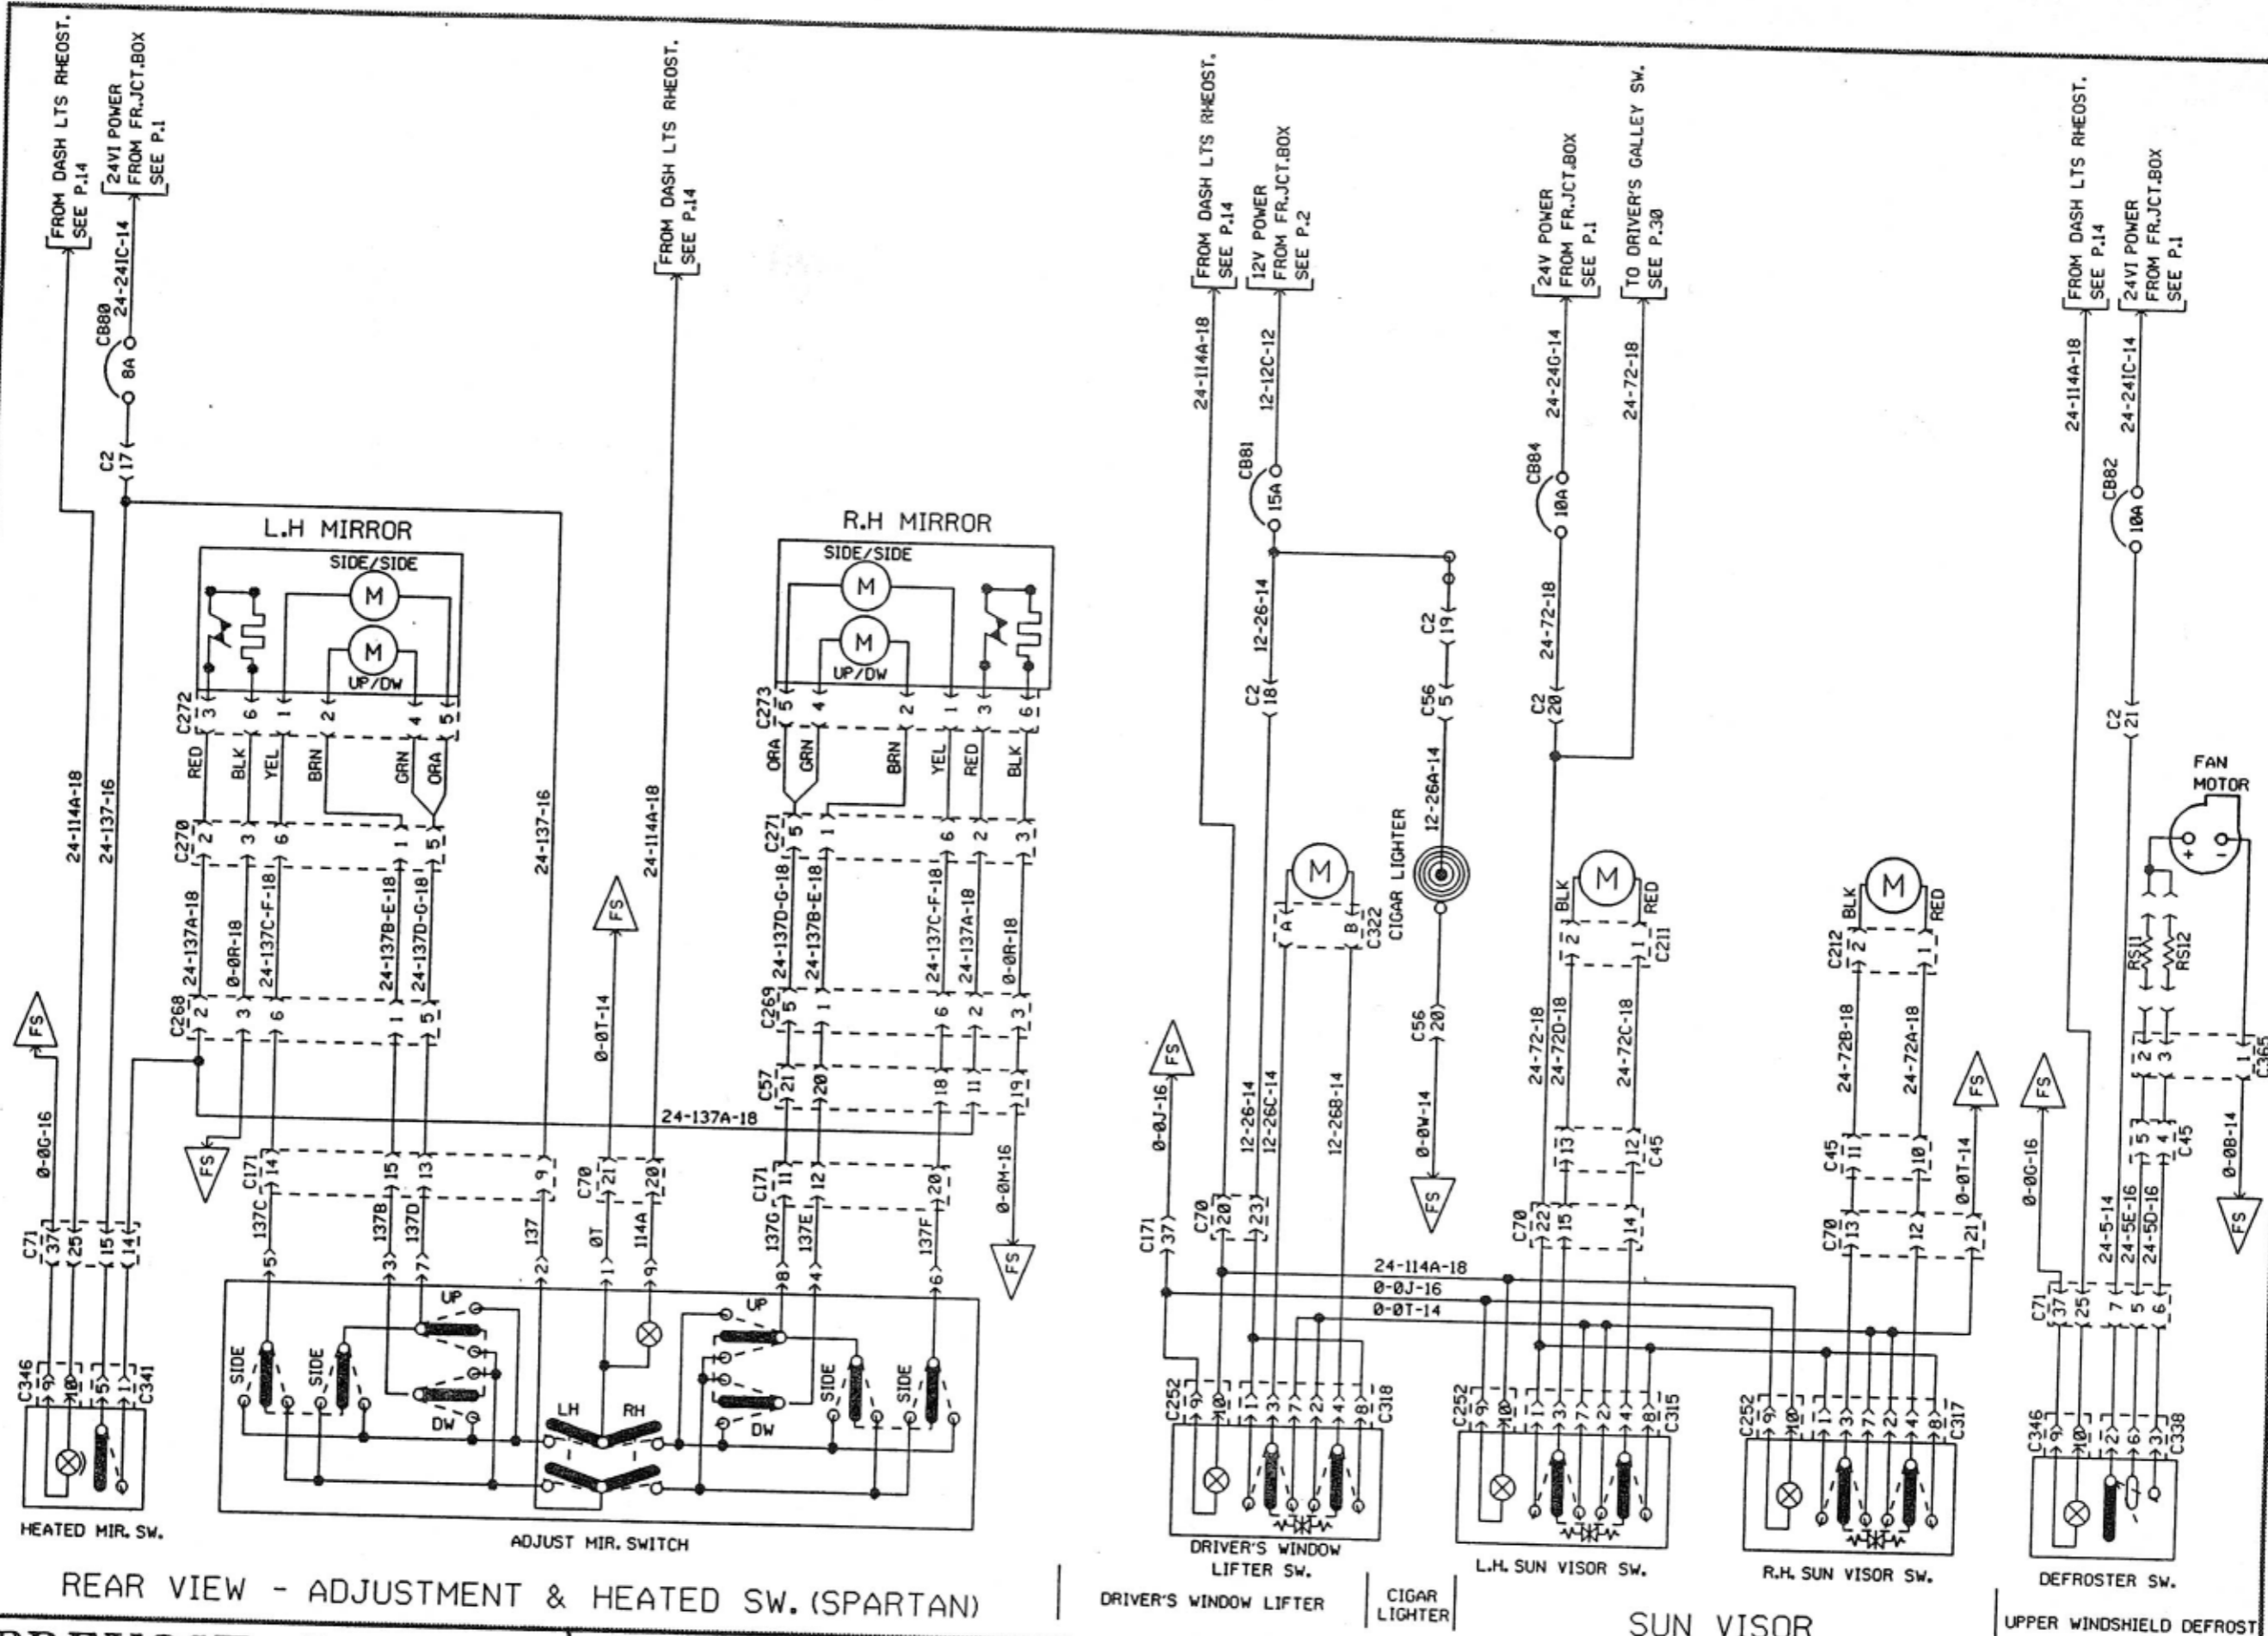 FROM DASH LTS RHEOST.
SEE P.14
24VI POWER
FROM FR.JCT.BOX
SEE P.1
24-24IC-14
CB80
8A
C2
17
24-114A-18
24-137-16
L.H MIRROR
SIDE/SIDE
M
M
UP/DW
C272
3
6
1
2
4
5
RED
BLK
YEL
BRN
GRN
ORA
C270
2
3
6
1
5
24-137A-18
0-0R-18
24-137C-F-18
24-137B-E-18
24-137D-G-18
C268
2
3
6
1
5
FS
0-0G-16
FS
24-137A-18
24-137-16
C171
14
15
13
9
137C
137B
137D
137
5
3
7
2
FROM DASH LTS RHEOST.
SEE P.14
24-114A-18
FS
0-0T-14
C70
21
20
0T
114A
1
9
R.H MIRROR
SIDE/SIDE
M
M
UP/DW
C273
5
4
2
1
3
6
ORA
GRN
BRN
YEL
RED
BLK
C271
5
1
6
2
3
24-137D-G-18
24-137B-E-18
24-137C-F-18
24-137A-18
0-0R-18
C269
5
1
6
2
3
C57
21
20
18
11
19
C171
11
12
20
0-0M-16
FS
137G
137E
137F
8
4
6
C71
37
25
15
14
C346
9
10
5
1
C341
HEATED MIR. SW.
SIDE
SIDE
UP
DW
LH
RH
UP
DW
SIDE
SIDE
ADJUST MIR. SWITCH
REAR VIEW - ADJUSTMENT & HEATED SW. (SPARTAN)
FROM DASH LTS RHEOST.
SEE P.14
12V POWER
FROM FR.JCT.BOX
SEE P.2
24-114A-18
12-12C-12
CB81
15A
12-26-14
C2
18
C2
19
C56
5
12-26A-14
CIGAR LIGHTER
M
A
B
C322
C56
20
0-0W-14
FS
FS
0-0J-16
C171
37
12-26-14
12-26C-14
12-26B-14
C70
20
23
24-114A-18
0-0J-16
0-0T-14
C252
9
10
1
3
7
2
4
8
C318
DRIVER'S WINDOW
LIFTER SW.
DRIVER'S WINDOW LIFTER
CIGAR
LIGHTER
24V POWER
FROM FR.JCT.BOX
SEE P.1
TO DRIVER'S GALLEY SW.
SEE P.30
24-24G-14
24-72-18
CB84
10A
24-72-18
C2
20
M
BLK
RED
2
1
C211
24-72-18
24-72D-18
24-72C-18
13
12
C45
C70
22
15
14
C252
9
10
1
3
7
2
4
8
C315
L.H. SUN VISOR SW.
M
BLK
RED
C212
2
1
24-72B-18
24-72A-18
C45
11
10
FS
0-0T-14
C70
13
12
21
C252
9
10
1
3
7
2
4
8
C317
R.H. SUN VISOR SW.
SUN VISOR
FROM DASH LTS RHEOST.
SEE P.14
24VI POWER
FROM FR.JCT.BOX
SEE P.1
24-114A-18
24-24IC-14
CB82
10A
C2
21
FAN
MOTOR
+
-
RS11
RS12
2
3
1
C365
FS
0-0G-16
5
4
C45
0-0B-14
FS
24-5-14
24-5E-16
24-5D-16
C71
37
25
7
5
6
C346
9
10
2
6
3
C338
DEFROSTER SW.
UPPER WINDSHIELD DEFROST